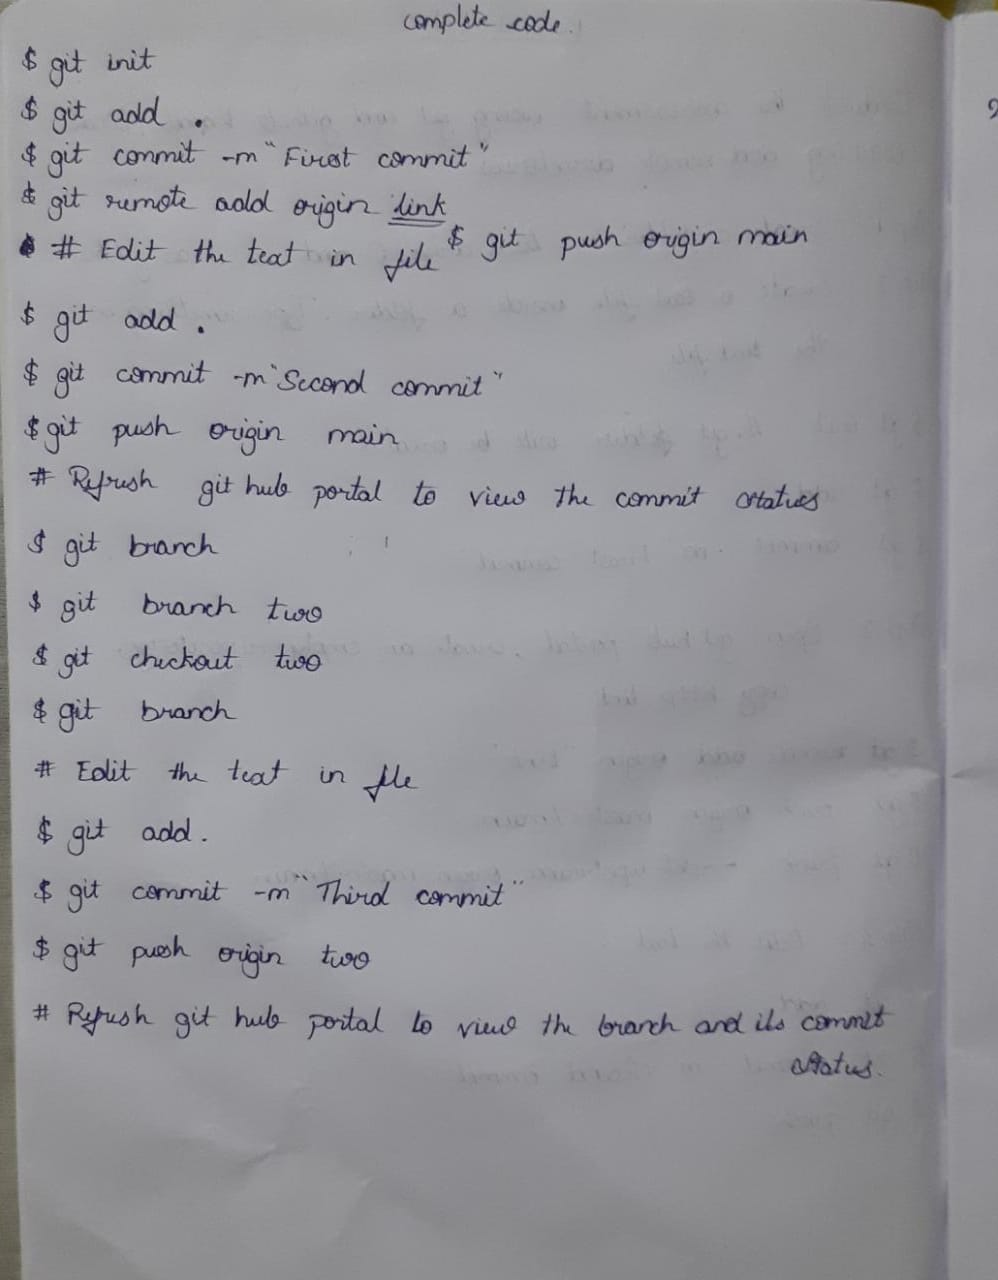 complete code.
$ git init
$ git add .
$ git commit -m "First commit"
$ git remote add origin link
$ git push origin main
# Edit the text in file
$ git add .
$ git commit -m "Second commit"
$ git push origin main
# Refresh git hub portal to view the commit status
$ git branch
$ git branch two
$ git checkout two
$ git branch
# Edit the text in file
$ git add .
$ git commit -m "Third commit"
$ git push origin two
# Refresh git hub portal to view the branch and its commit
status.